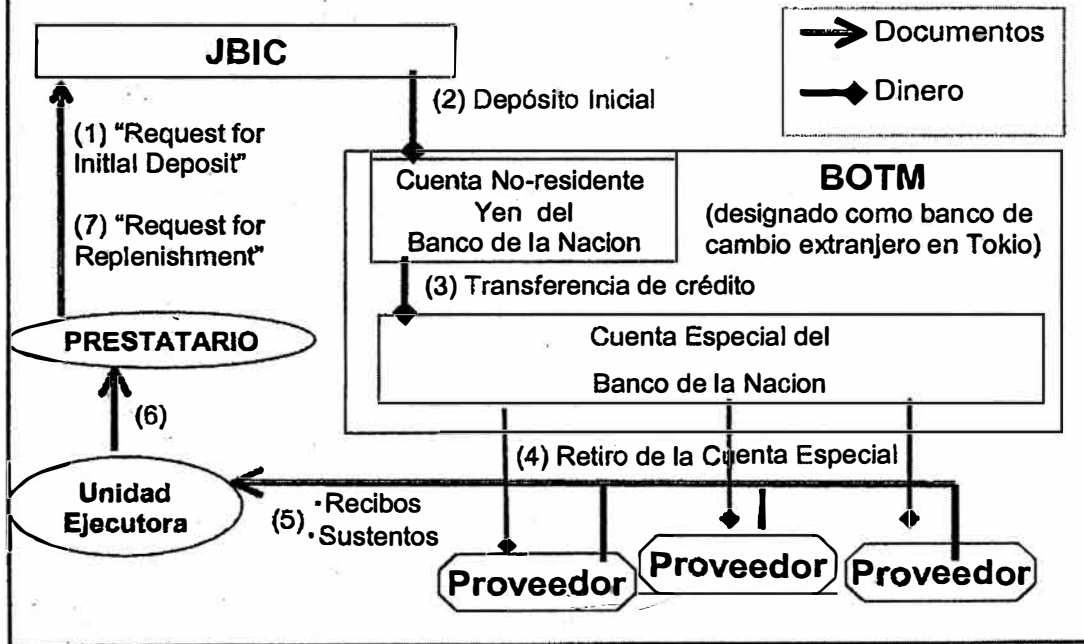 JBIC
Documentos
Dinero
(1) "Request for
Initlal Deposit"
(2) Depósito Inicial
(7) "Request for
Replenishment"
Cuenta No-residente
Yen del
Banco de la Nacion
BOTM
(designado como banco de
cambio extranjero en Tokio)
(3) Transferencia de crédito
Cuenta Especial del
Banco de la Nacion
PRESTATARIO
(6)
(4) Retiro de la Cuenta Especial
Unidad
Ejecutora
(5) ·Recibos
·Sustentos
Proveedor
Proveedor
Proveedor